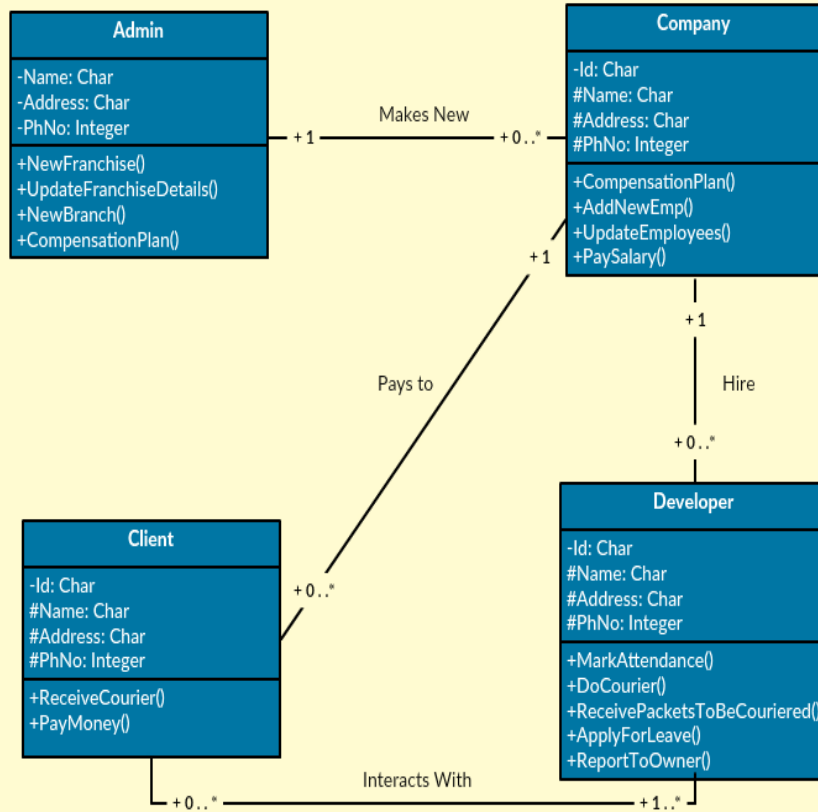 Admin
-Name: Char
-Address: Char
-PhNo: Integer
+NewFranchise()
+UpdateFranchiseDetails()
+NewBranch()
+CompensationPlan()
Makes New
+ 1
+ 0 . . *
Company
-Id: Char
#Name: Char
#Address: Char
#PhNo: Integer
+CompensationPlan()
+AddNewEmp()
+UpdateEmployees()
+PaySalary()
+ 1
Pays to
+ 0 . . *
+ 1
Hire
+ 0 . . *
Client
-Id: Char
#Name: Char
#Address: Char
#PhNo: Integer
+ReceiveCourier()
+PayMoney()
Developer
-Id: Char
#Name: Char
#Address: Char
#PhNo: Integer
+MarkAttendance()
+DoCourier()
+ReceivePacketsToBeCouriered()
+ApplyForLeave()
+ReportToOwner()
Interacts With
+ 0 . . *
+ 1 . . *